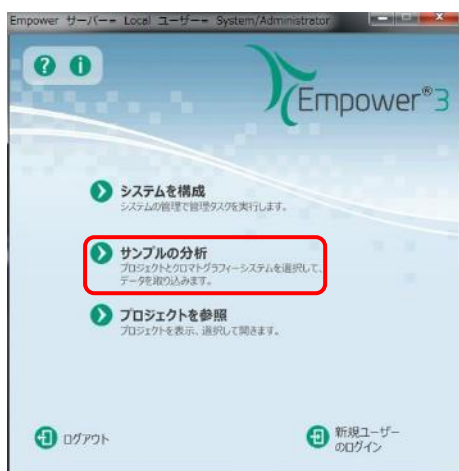 Empower サーバー= Local ユーザー= System/Administrator
Empower®3
システムを構成
システムの管理で管理タスクを実行します。
サンプルの分析
プロジェクトとクロマトグラフィーシステムを選択して、
データを取り込みます。
プロジェクトを参照
プロジェクトを表示、選択して開きます。
ログアウト
新規ユーザー
のログイン